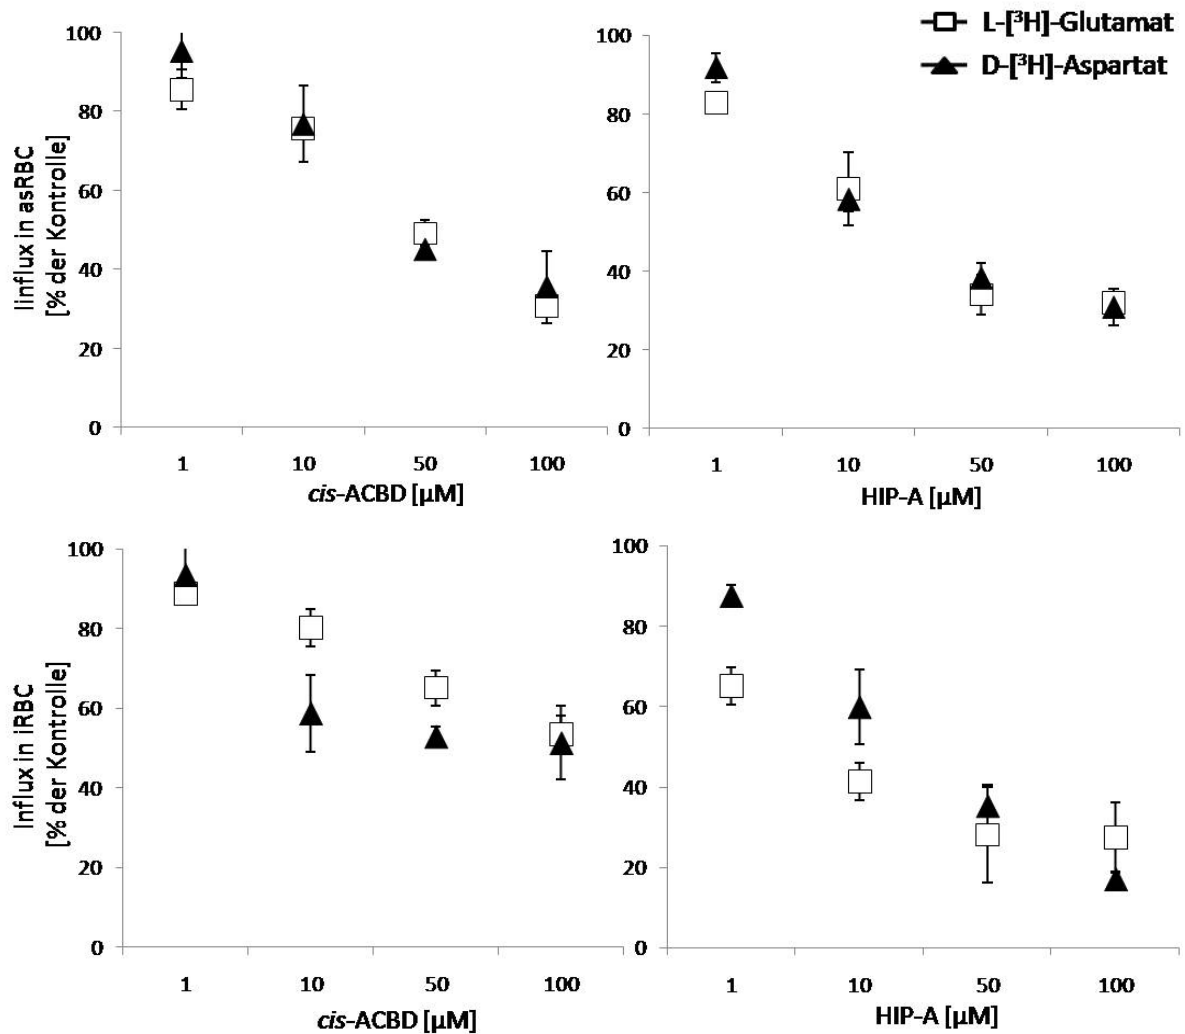 L-[³H]-Glutamat
D-[³H]-Aspartat
Iinflux in asRBC
[% der Kontrolle]
100
80
60
40
20
0
1 10 50 100
cis-ACBD [µM]
100
80
60
40
20
0
1 10 50 100
HIP-A [µM]
Influx in iRBC
[% der Kontrolle]
100
80
60
40
20
0
1 10 50 100
cis-ACBD [µM]
100
80
60
40
20
0
1 10 50 100
HIP-A [µM]